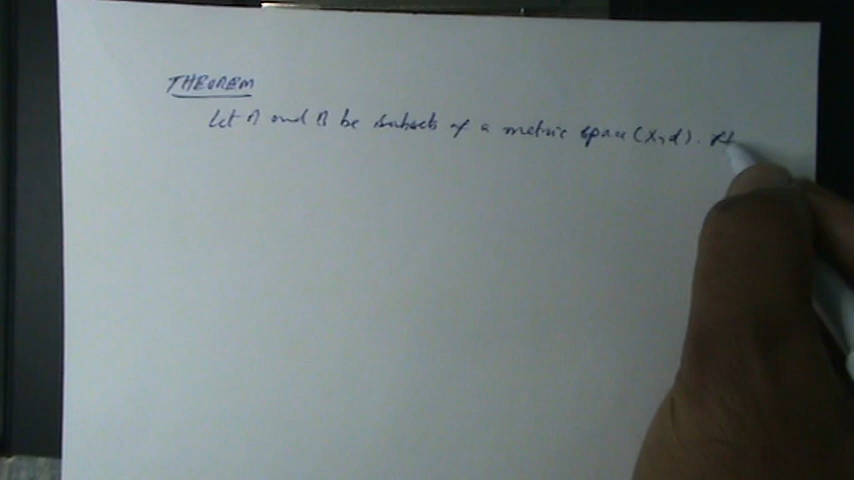 THEOREM
Let A and B be subsets of a metric space (X, d).